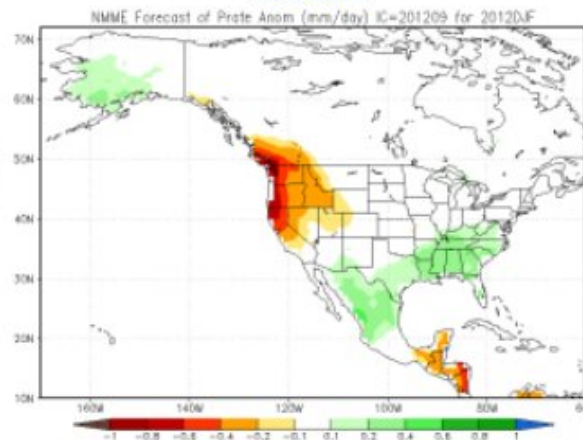 NMME Forecast of Prate Anom (mm/day) IC=201209 for 2012DJF
70N
60N
50N
40N
30N
20N
10N
160W 140W 120W 100W 80W
-1 -0.8 -0.6 -0.4 -0.2 -0.1 0.1 0.2 0.4 0.6 0.8